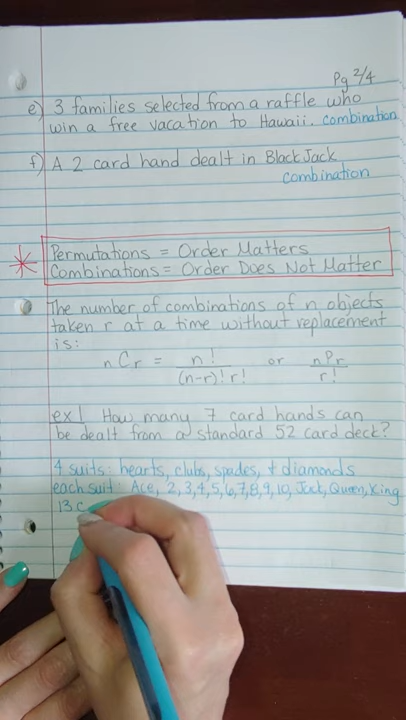 Pg 2/4
e) 3 families selected from a raffle who
win a free vacation to Hawaii. combination
f) A 2 card hand dealt in BlackJack
combination
* Permutations = Order Matters
Combinations = Order Does Not Matter
The number of combinations of n objects
taken r at a time without replacement
is:
nCr = n!/(n-r)!r! or nPr/r!
ex1 How many 7 card hands can
be dealt from a standard 52 card deck?
4 suits: hearts, clubs, spades, + diamonds
each suit: Ace, 2, 3, 4, 5, 6, 7, 8, 9, 10, Jack, Queen, King
13 c